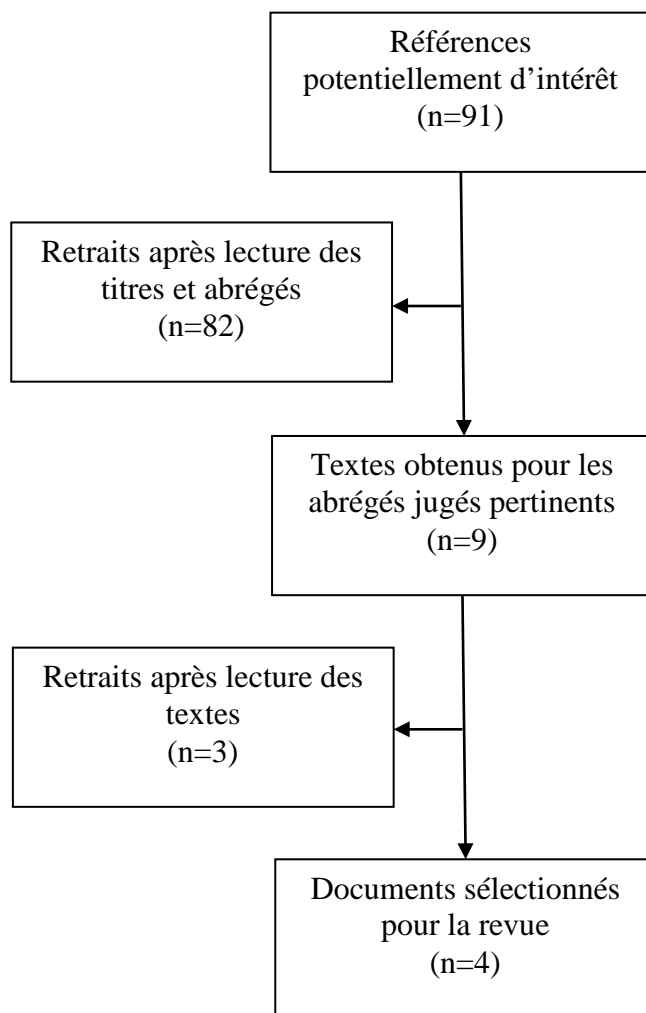 Références
potentiellement d’intérêt
(n=91)
Retraits après lecture des
titres et abrégés
(n=82)
Textes obtenus pour les
abrégés jugés pertinents
(n=9)
Retraits après lecture des
textes
(n=3)
Documents sélectionnés
pour la revue
(n=4)